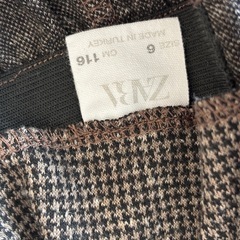 ZARA
SIZE 6 CM 116
MADE IN TURKEY